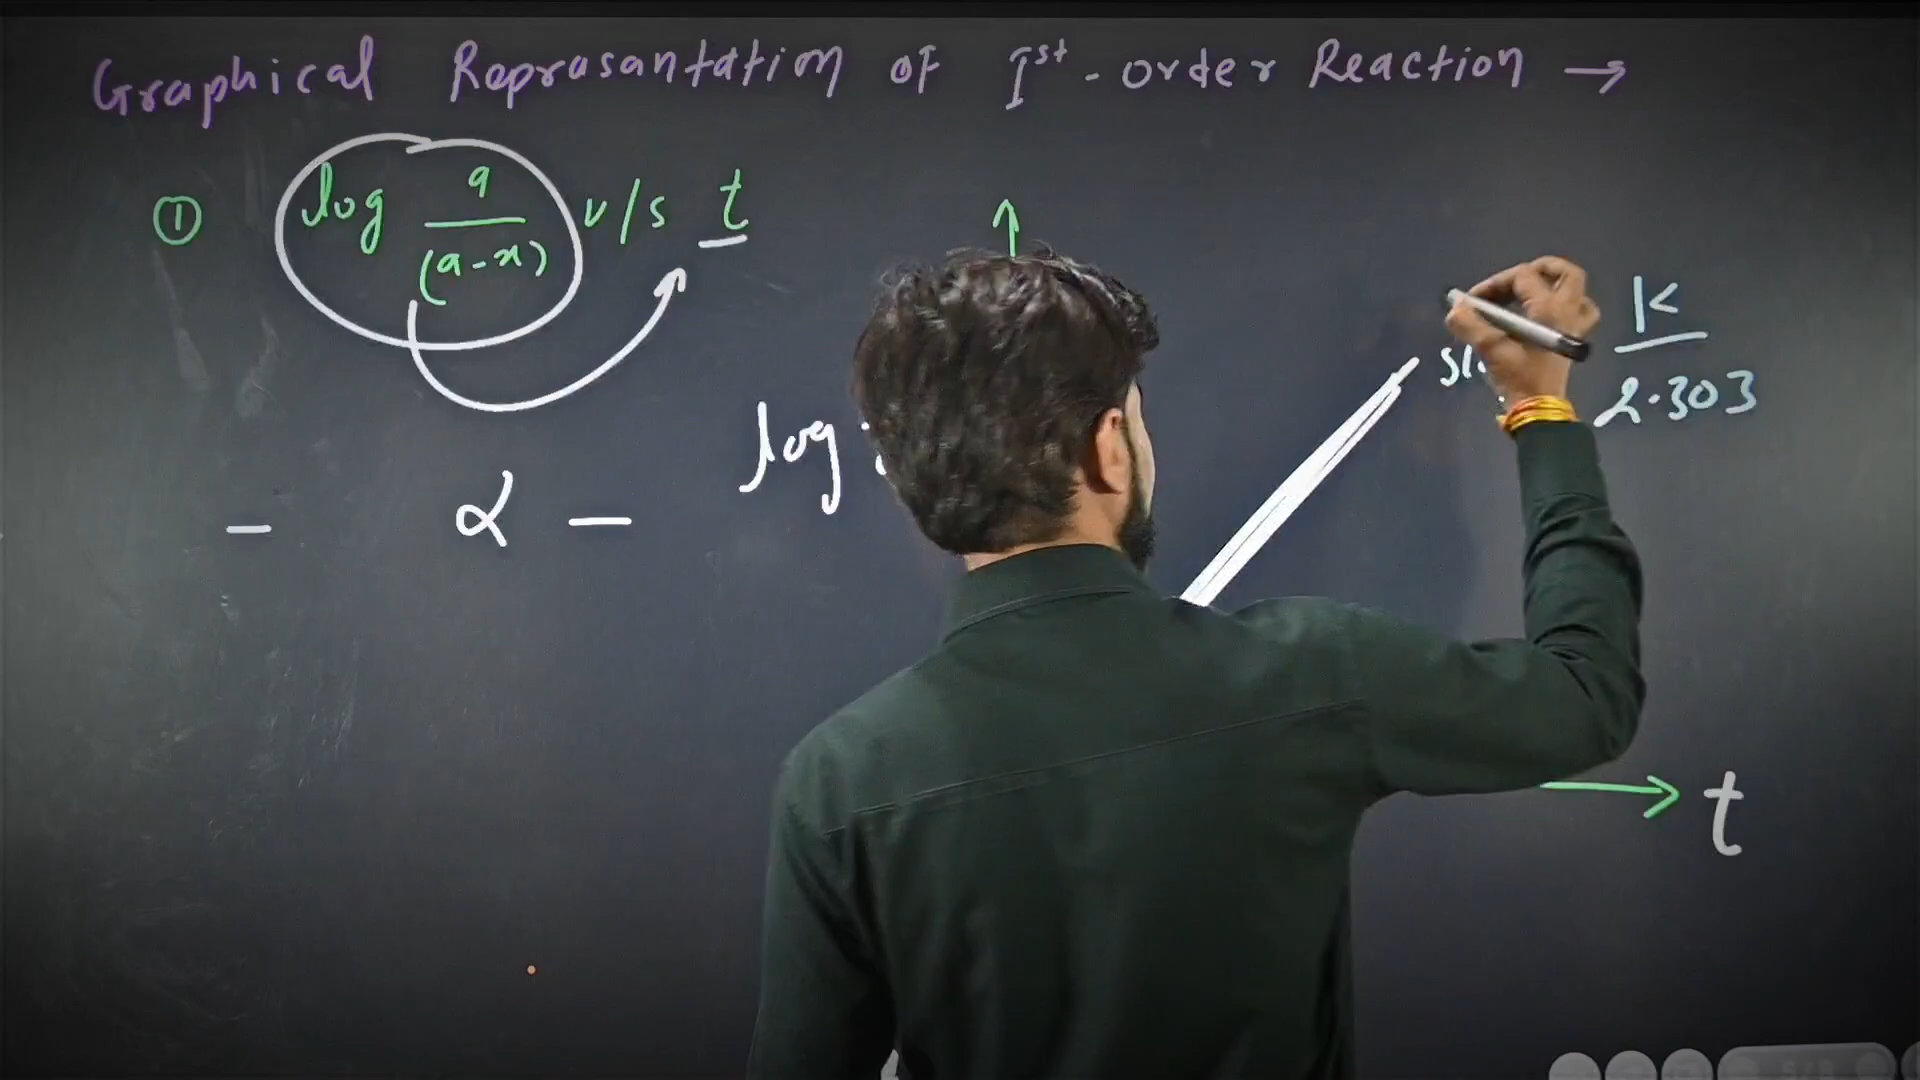 Graphical Reprasantation of Ist-order Reaction →
① log a/(a-x) v/s t
K/2.303
log
- α -
t